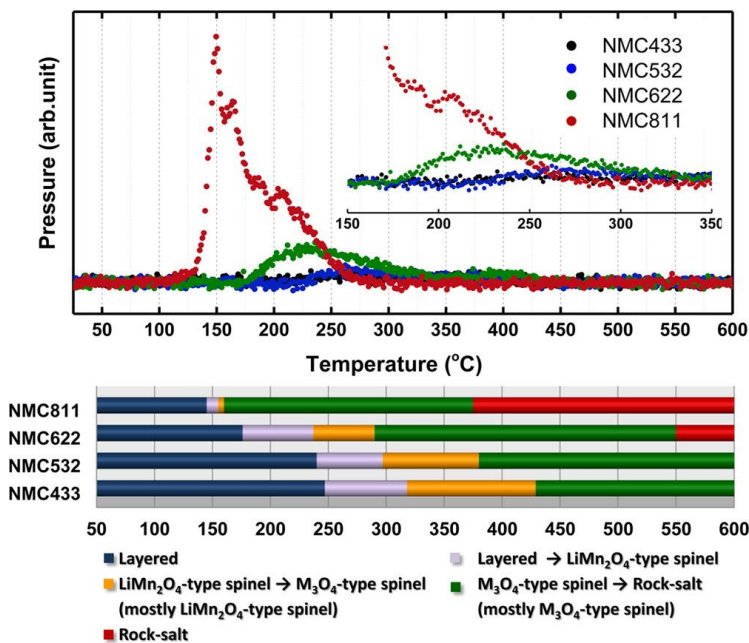 Pressure (arb.unit)
NMC433
NMC532
NMC622
NMC811
150 200 250 300 350
50 100 150 200 250 300 350 400 450 500 550 600
Temperature (°C)
NMC811
NMC622
NMC532
NMC433
50 100 150 200 250 300 350 400 450 500 550 600
Layered
Layered → LiMn₂O₄-type spinel
LiMn₂O₄-type spinel → M₃O₄-type spinel
(mostly LiMn₂O₄-type spinel)
M₃O₄-type spinel → Rock-salt
(mostly M₃O₄-type spinel)
Rock-salt